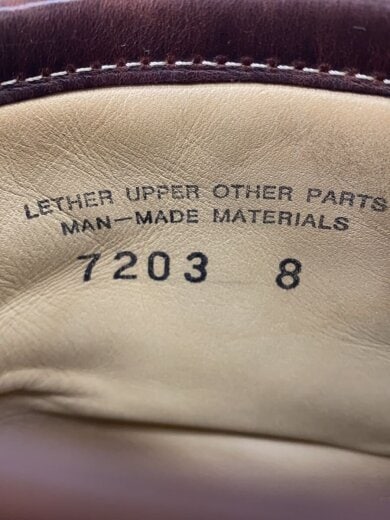 LETHER UPPER OTHER PARTS
MAN-MADE MATERIALS
7203 8